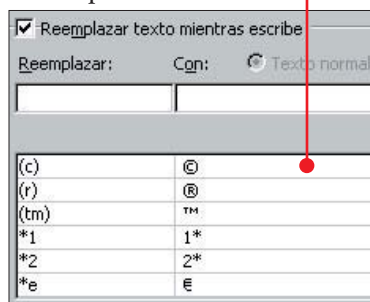 Reemplazar texto mientras escribe
Reemplazar: Con: Texto normal
(c) ©
(r) ®
(tm) ™
*1 1*
*2 2*
*e €